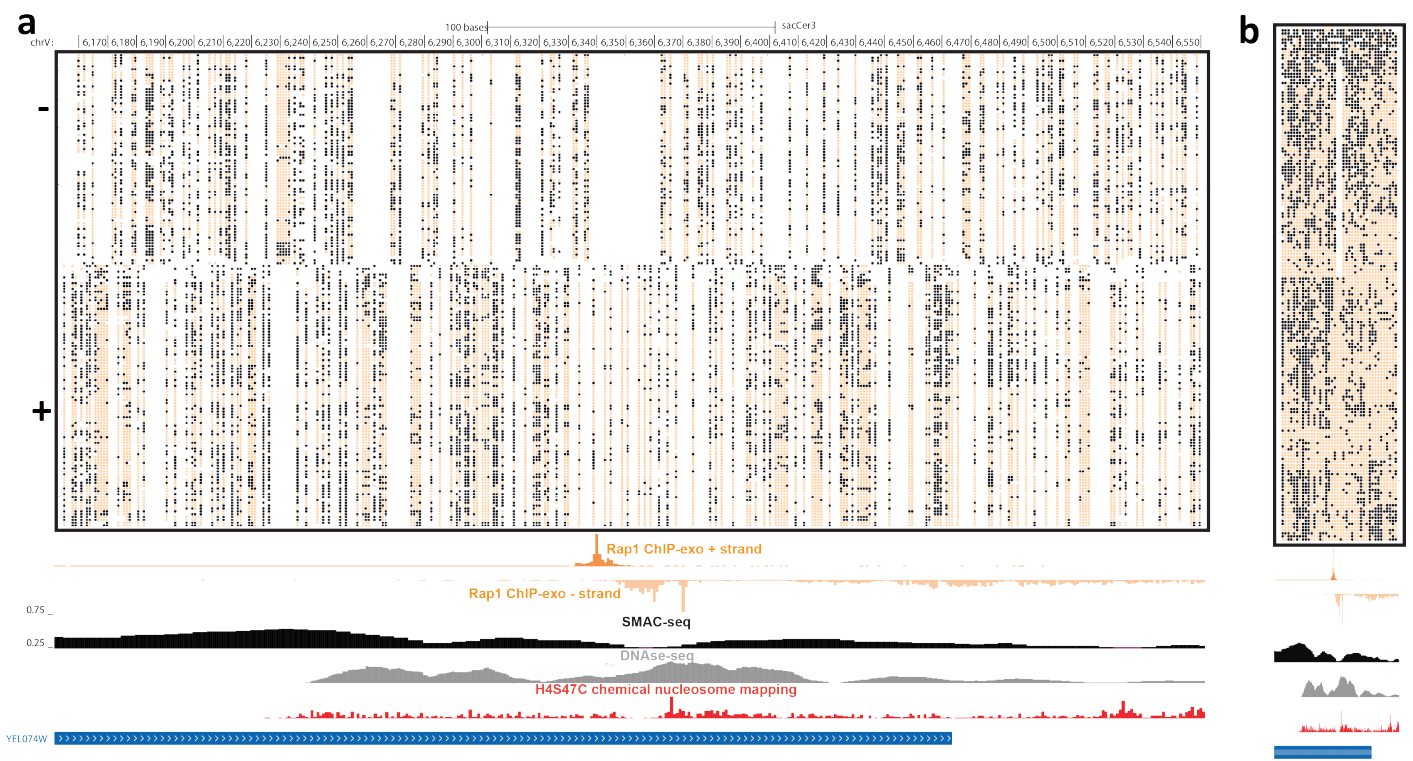 a
b
100 bases
sacCer3
chrV:
6,170 6,180 6,190 6,200 6,210 6,220 6,230 6,240 6,250 6,260 6,270 6,280 6,290 6,300 6,310 6,320 6,330 6,340 6,350 6,360 6,370 6,380 6,390 6,400 6,410 6,420 6,430 6,440 6,450 6,460 6,470 6,480 6,490 6,500 6,510 6,520 6,530 6,540 6,550
-
+
Rap1 ChIP-exo + strand
Rap1 ChIP-exo - strand
0.75
SMAC-seq
0.25
DNAse-seq
H4S47C chemical nucleosome mapping
YEL074W